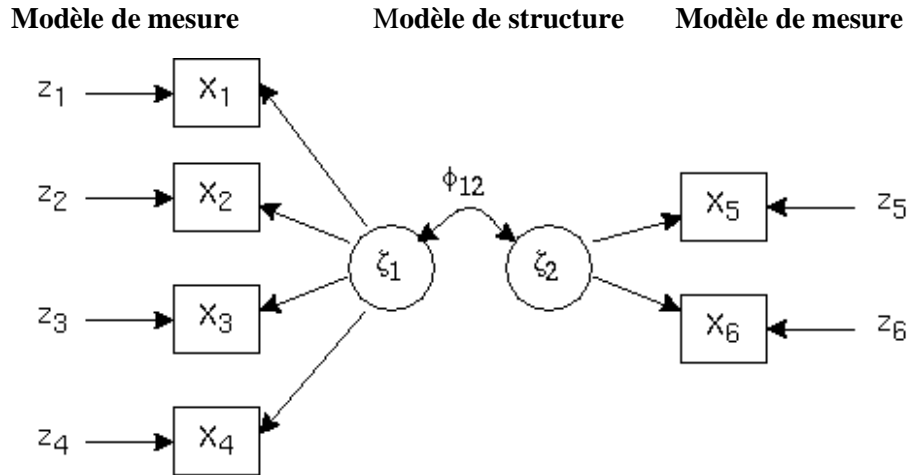 Modèle de mesure Modèle de structure Modèle de mesure
z1 X1
z2 X2
ϕ12
X5 z5
ζ1 ζ2
z3 X3
X6 z6
z4 X4